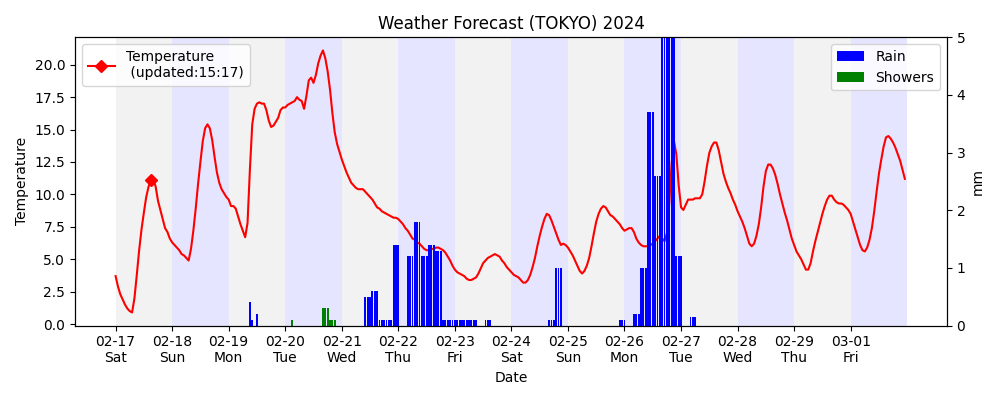 Weather Forecast (TOKYO) 2024
Temperature
(updated:15:17)
Rain
Showers
20.0
17.5
15.0
12.5
10.0
7.5
5.0
2.5
0.0
Temperature
5
4
3
2
1
0
mm
02-17 02-18 02-19 02-20 02-21 02-22 02-23 02-24 02-25 02-26 02-27 02-28 02-29 03-01
Sat Sun Mon Tue Wed Thu Fri Sat Sun Mon Tue Wed Thu Fri
Date